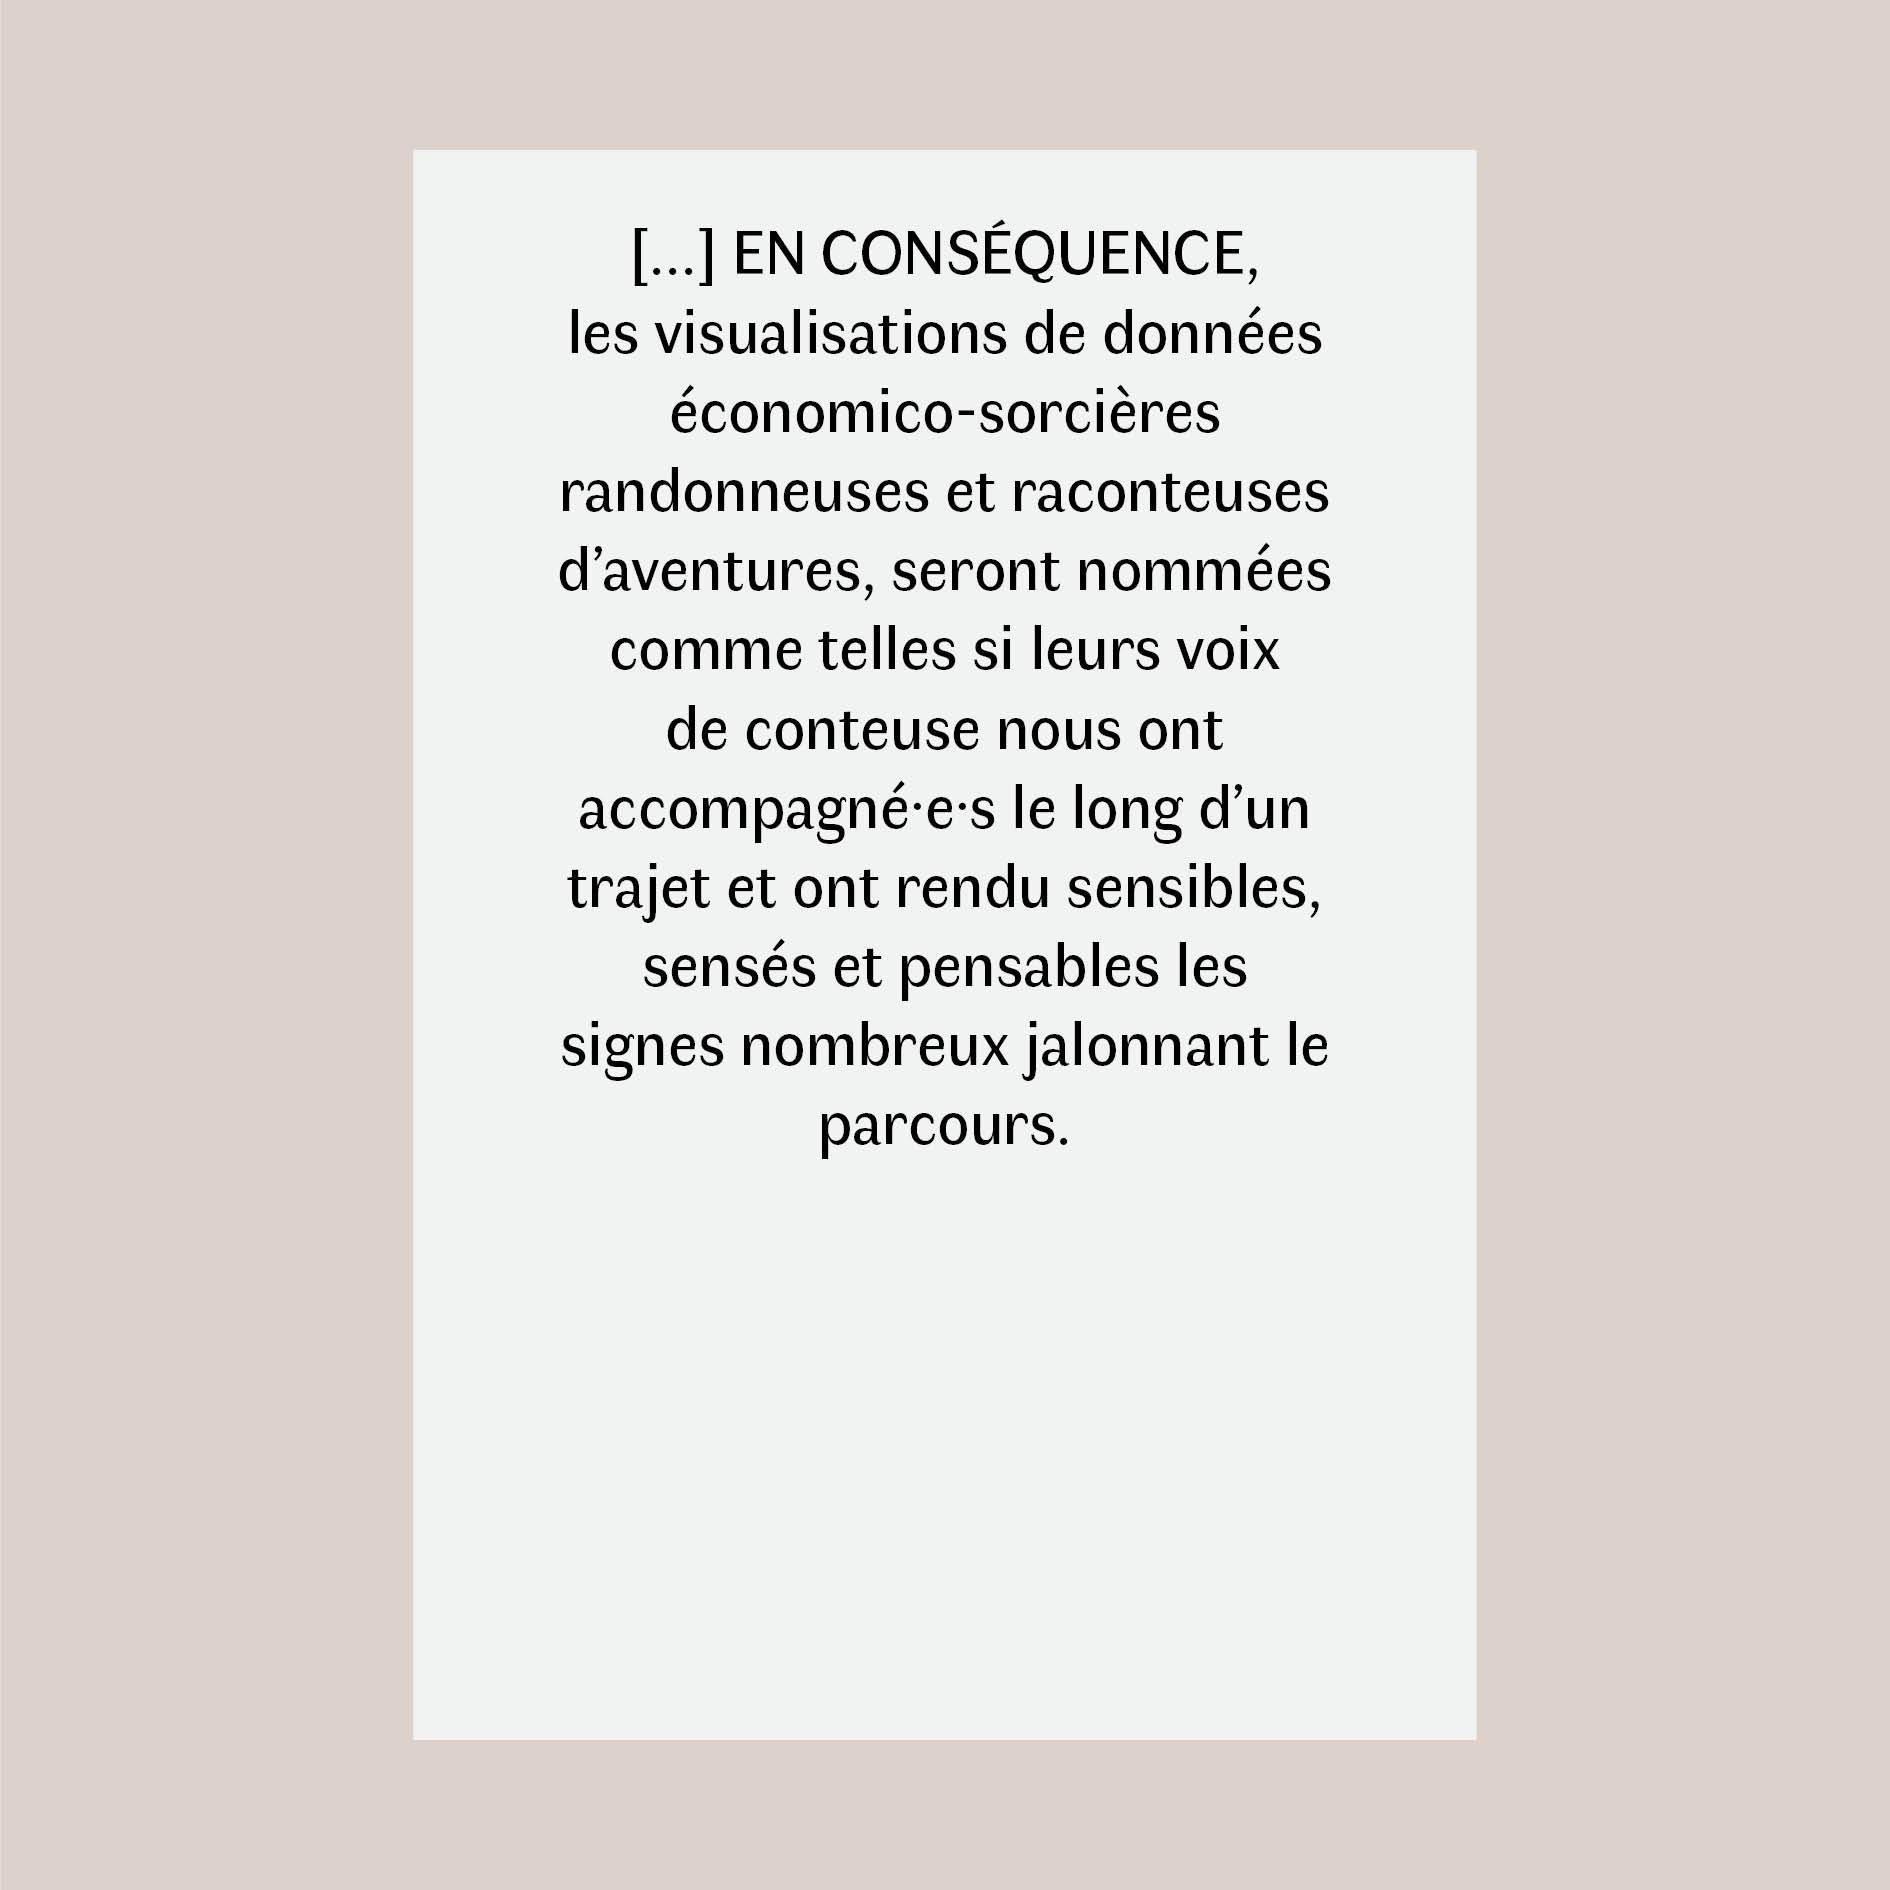 [...] EN CONSÉQUENCE,
les visualisations de données
économico-sorcières
randonneuses et raconteuses
d’aventures, seront nommées
comme telles si leurs voix
de conteuse nous ont
accompagné·e·s le long d’un
trajet et ont rendu sensibles,
sensés et pensables les
signes nombreux jalonnant le
parcours.